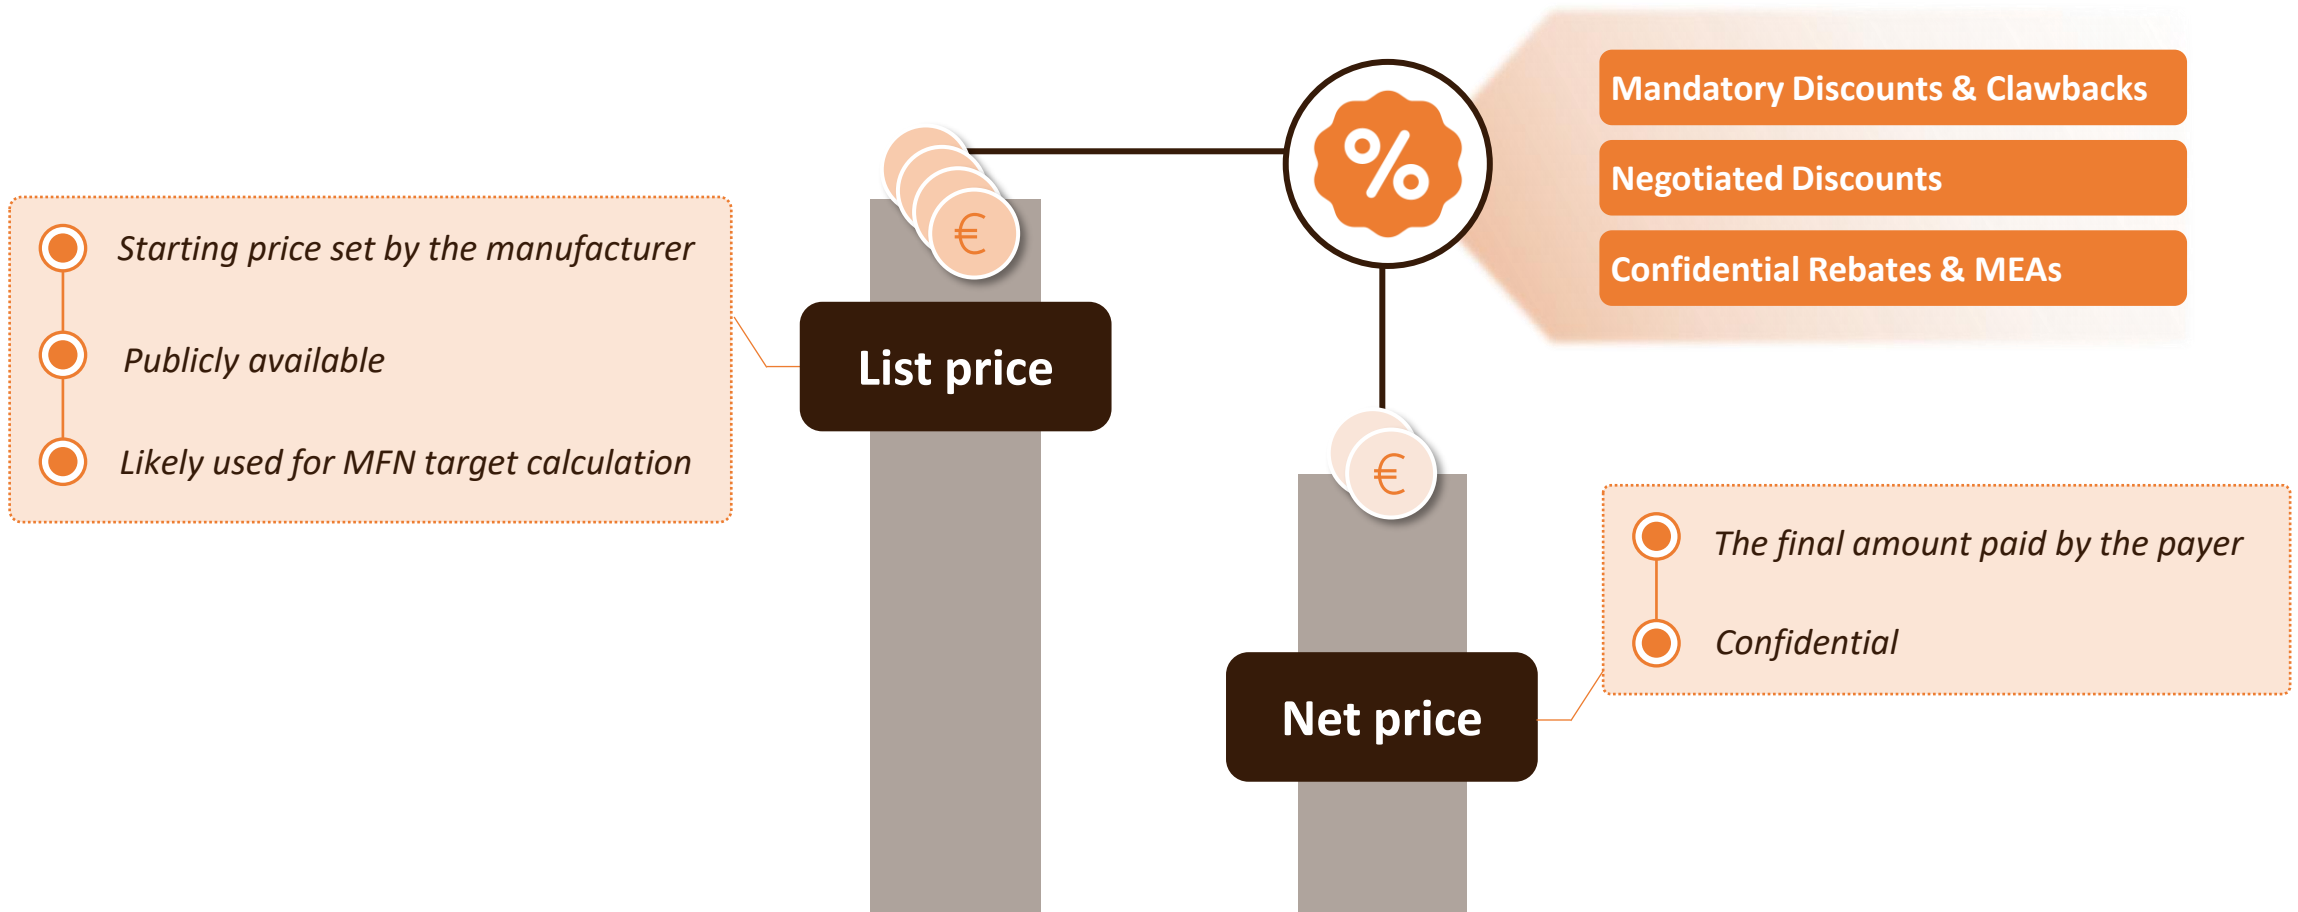 Mandatory Discounts & Clawbacks
Negotiated Discounts
Confidential Rebates & MEAs
%
€
Starting price set by the manufacturer
Publicly available
Likely used for MFN target calculation
List price
€
The final amount paid by the payer
Confidential
Net price